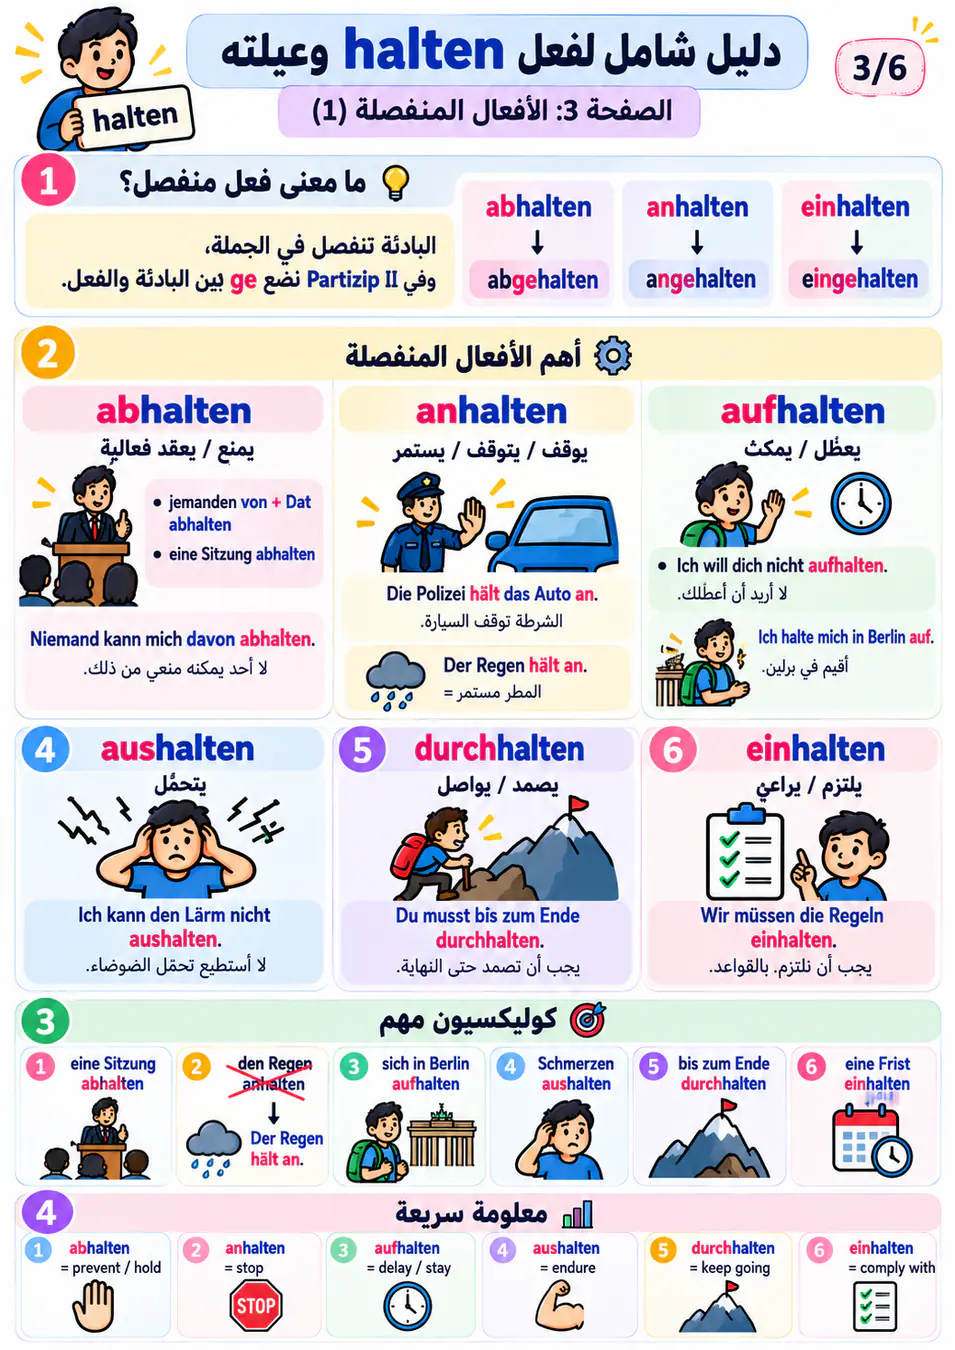 دليل شامل لفعل halten وعيلته
3/6
halten
الصفحة 3: الأفعال المنفصلة (1)
1
ما معنى فعل منفصل؟
البادئة تنفصل في الجملة،
وفي Partizip II نضع ge بين البادئة والفعل.
abhalten
abgehalten
anhalten
angehalten
einhalten
eingehalten
2
أهم الأفعال المنفصلة
abhalten
يمنع / يعقد فعالية
• jemanden von + Dat
abhalten
• eine Sitzung abhalten
Niemand kann mich davon abhalten.
لا أحد يمكنه منعي من ذلك.
anhalten
يوقف / يتوقف / يستمر
Die Polizei hält das Auto an.
الشرطة توقف السيارة.
Der Regen hält an.
= المطر مستمر
aufhalten
يعطّل / يمكث
• Ich will dich nicht aufhalten.
لا أريد أن أعطّلك.
Ich halte mich in Berlin auf.
أقيم في برلين.
4
aushalten
يتحمّل
Ich kann den Lärm nicht
aushalten.
لا أستطيع تحمّل الضوضاء.
5
durchhalten
يصمد / يواصل
Du musst bis zum Ende
durchhalten.
يجب أن تصمد حتى النهاية.
6
einhalten
يلتزم / يراعي
Wir müssen die Regeln
einhalten.
يجب أن نلتزم. بالقواعد.
3
كوليكسيون مهم
1
eine Sitzung
abhalten
2
den Regen
anhalten
Der Regen
hält an.
3
sich in Berlin
aufhalten
4
Schmerzen
aushalten
5
bis zum Ende
durchhalten
6
eine Frist
einhalten
4
معلومة سريعة
1
abhalten
= prevent / hold
2
anhalten
= stop
STOP
3
aufhalten
= delay / stay
4
aushalten
= endure
5
durchhalten
= keep going
6
einhalten
= comply with